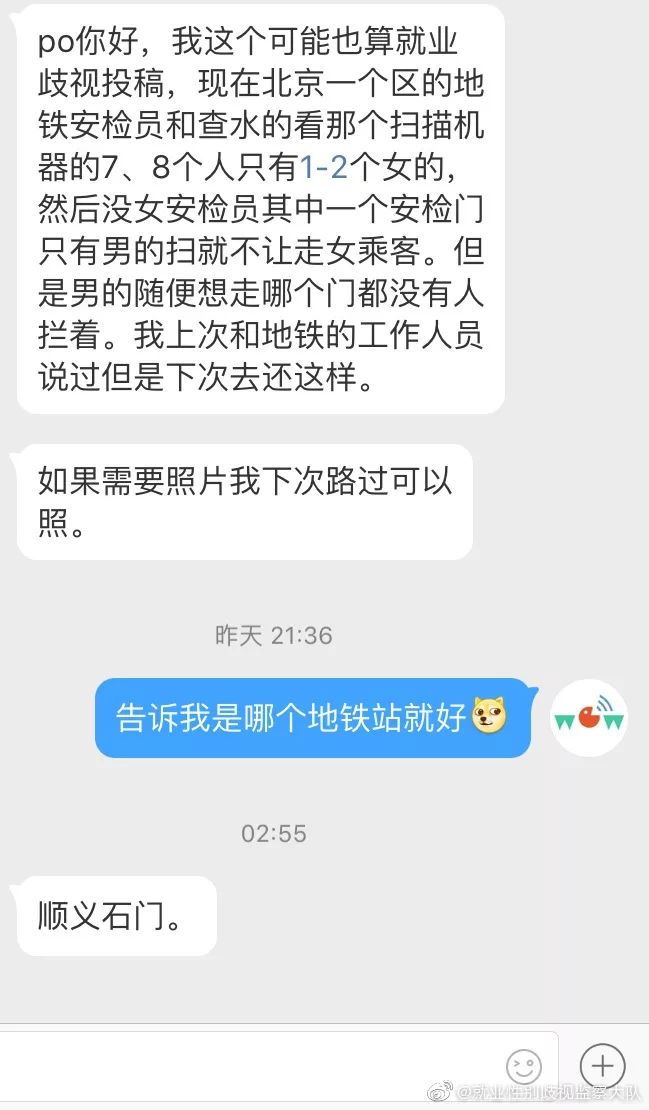 po你好，我这个可能也算就业
歧视投稿，现在北京一个区的地
铁安检员和查水的看那个扫描机
器的7、8个人只有1-2个女的，
然后没女安检员其中一个安检门
只有男的扫就不让走女乘客。但
是男的随便想走哪个门都没有人
拦着。我上次和地铁的工作人员
说过但是下次去还这样。
如果需要照片我下次路过可以
照。
昨天 21:36
告诉我是哪个地铁站就好
WOW
02:55
顺义石门。
@就业性别歧视监察大队